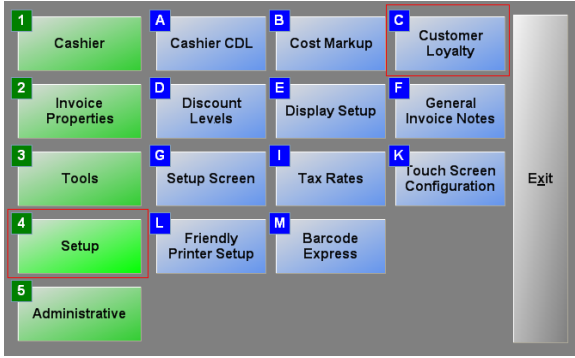 1
Cashier
A
Cashier CDL
B
Cost Markup
C
Customer
Loyalty
2
Invoice
Properties
D
Discount
Levels
E
Display Setup
F
General
Invoice Notes
3
Tools
G
Setup Screen
I
Tax Rates
K
Touch Screen
Configuration
Exit
4
Setup
L
Friendly
Printer Setup
M
Barcode
Express
5
Administrative